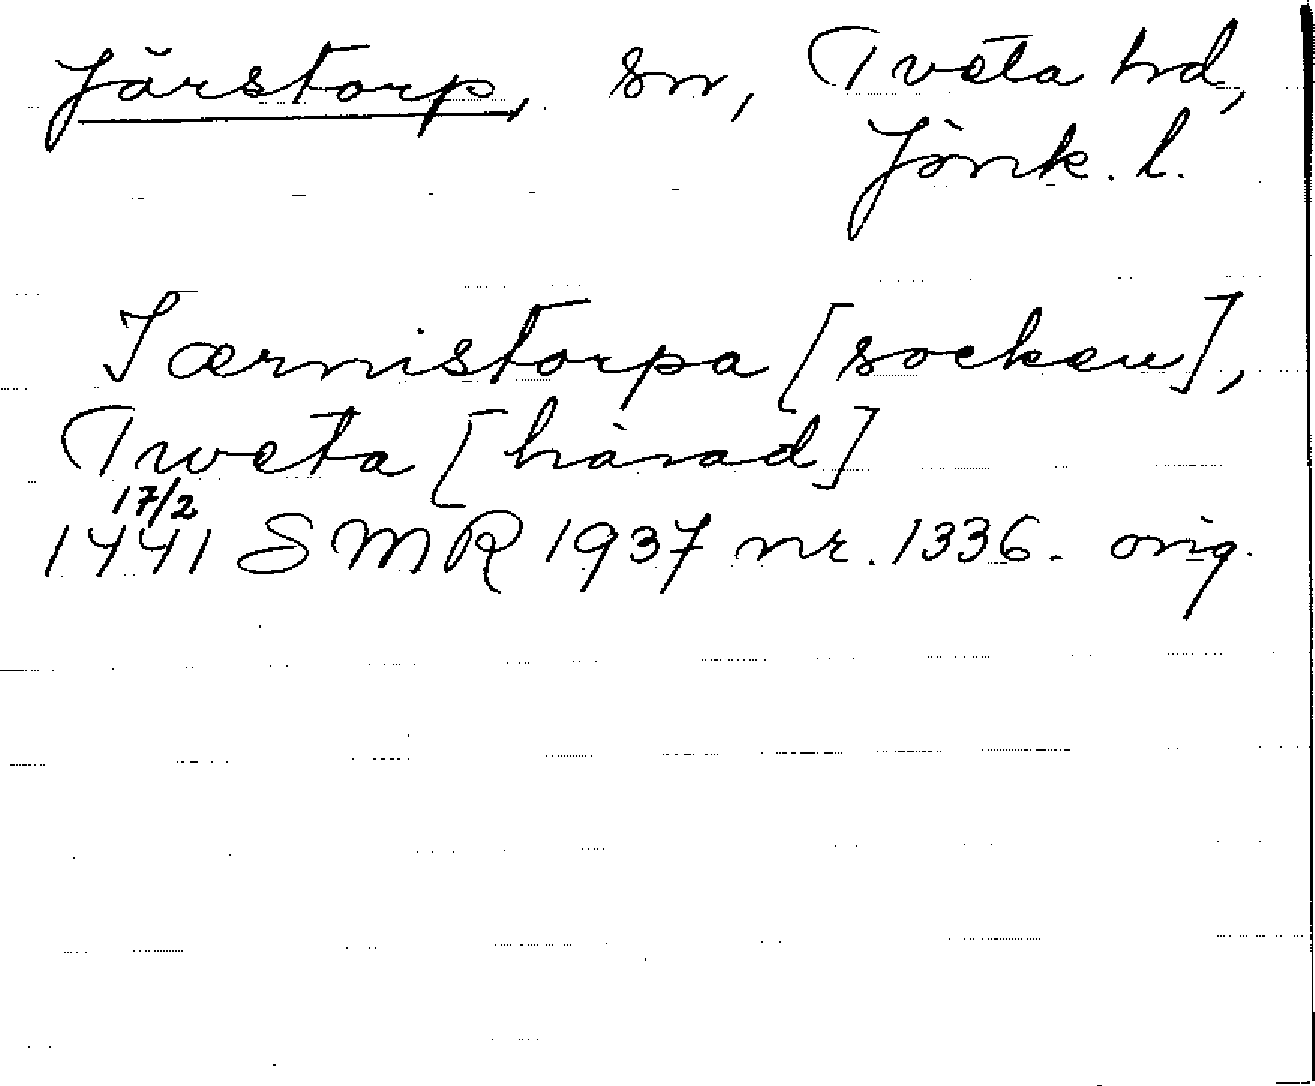 Järstorp, sn, Tveta hd,
Jönk. l.
Iærnistorpa [socken],
Tweta [härad]
17/2
1441 SMR 1937 nr. 1336. orig.